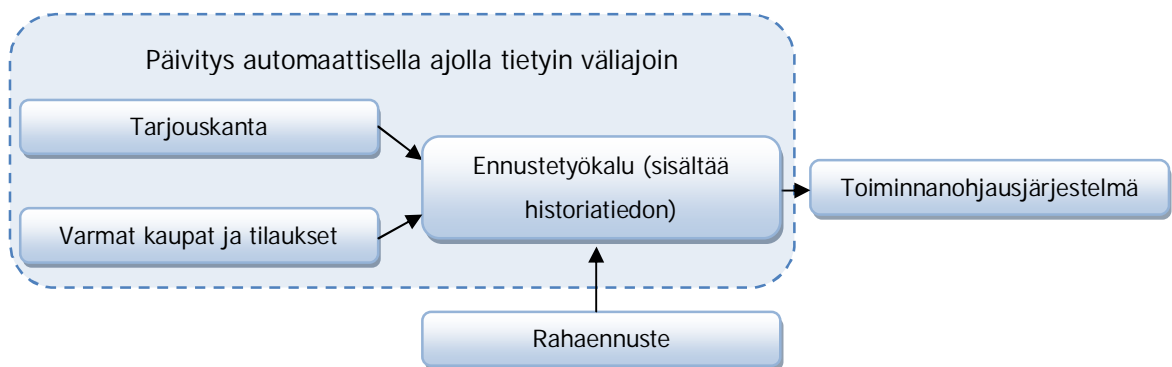 Päivitys automaattisella ajolla tietyin väliajoin
Tarjouskanta
Ennustetyökalu (sisältää
historiatiedon)
Toiminnanohjausjärjestelmä
Varmat kaupat ja tilaukset
Rahaennuste